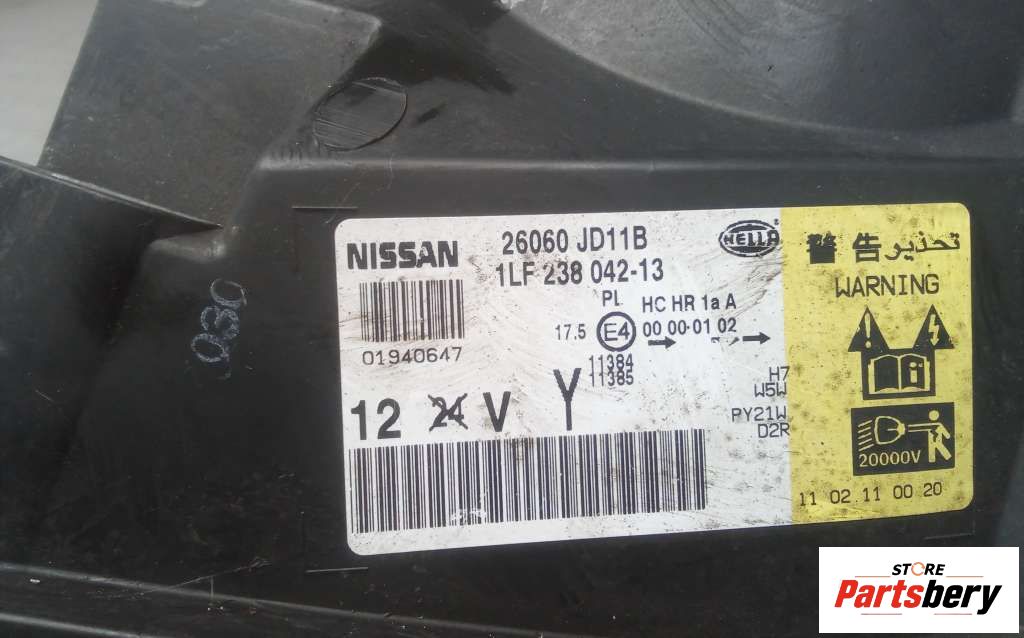 NISSAN
26060 JD11B
HELLA
1LF 238 042-13
警告 تحذير
WARNING
PL HC HR 1a A
17.5 E4 00 00-01 02
01940647
11384
11385
H7
W5W
PY21W
D2R
12 24 V Y
20000V
11 02 11 00 20
STORE
Partsbery